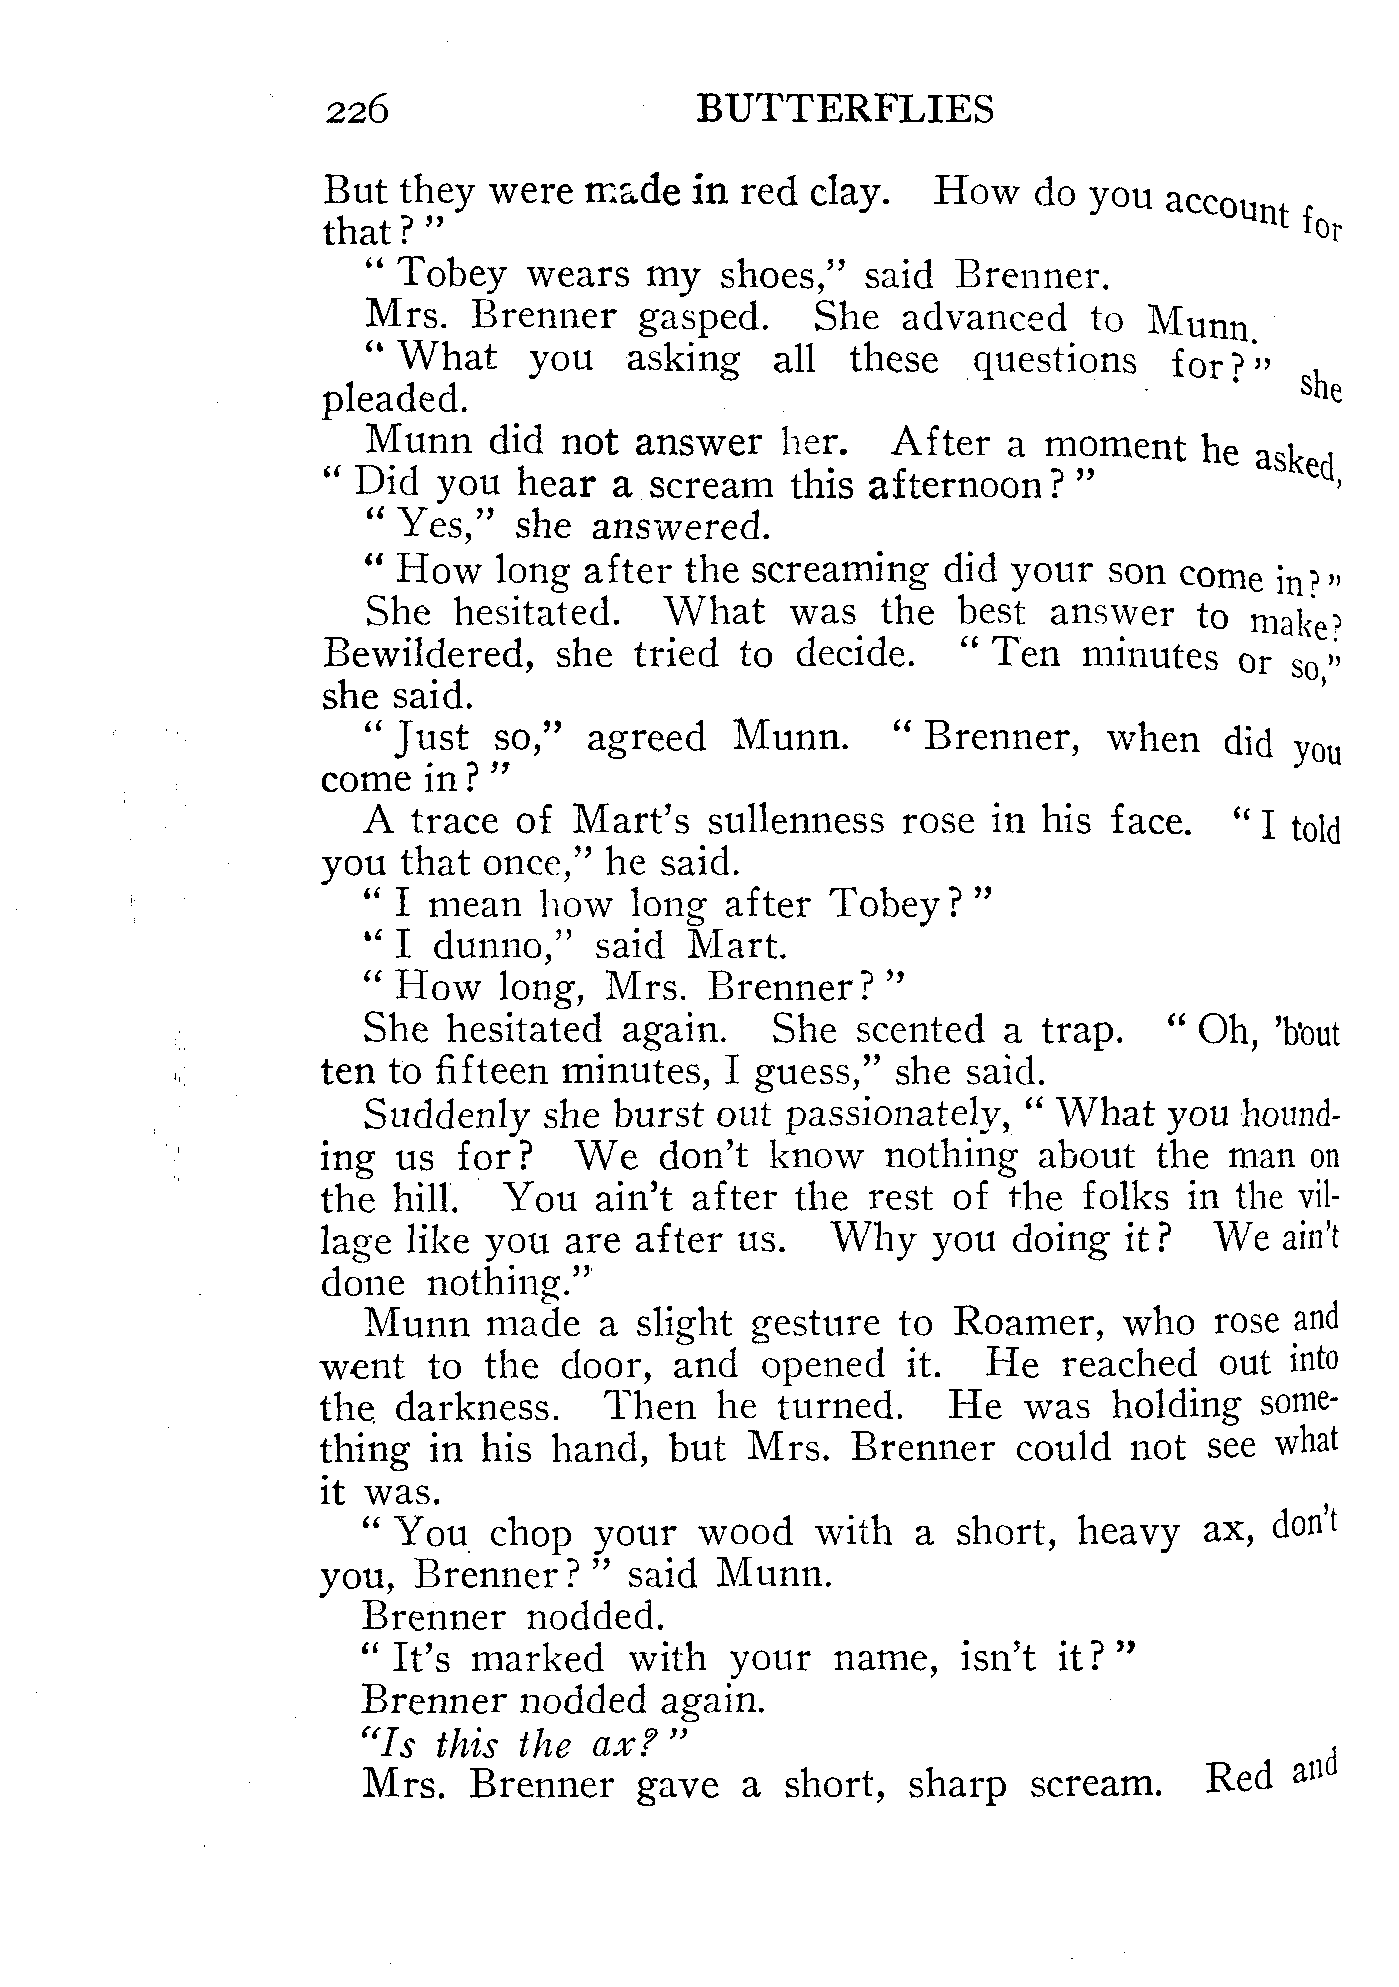 226 BUTTERFLIES
But they were made in red clay. How do you account for
that? "
" Tobey wears my shoes," said Brenner.
Mrs. Brenner gasped. She advanced to Munn.
" What you asking all these questions for? " she
pleaded.
Munn did not answer her. After a moment he asked,
" Did you hear a scream this afternoon? "
" Yes," she answered.
" How long after the screaming did your son come in? "
She hesitated. What was the best answer to make?
Bewildered, she tried to decide. " Ten minutes or so,"
she said.
" Just so," agreed Munn. " Brenner, when did you
come in? "
A trace of Mart's sullenness rose in his face. " I told
you that once," he said.
" I mean how long after Tobey? "
" I dunno," said Mart.
" How long, Mrs. Brenner? "
She hesitated again. She scented a trap. " Oh, 'bout
ten to fifteen minutes, I guess," she said.
Suddenly she burst out passionately, " What you hound-
ing us for? We don't know nothing about the man on
the hill. You ain't after the rest of the folks in the vil-
lage like you are after us. Why you doing it? We ain't
done nothing."
Munn made a slight gesture to Roamer, who rose and
went to the door, and opened it. He reached out into
the darkness. Then he turned. He was holding some-
thing in his hand, but Mrs. Brenner could not see what
it was.
" You chop your wood with a short, heavy ax, don't
you, Brenner? " said Munn.
Brenner nodded.
" It's marked with your name, isn't it? "
Brenner nodded again.
"Is this the ax? "
Mrs. Brenner gave a short, sharp scream. Red and